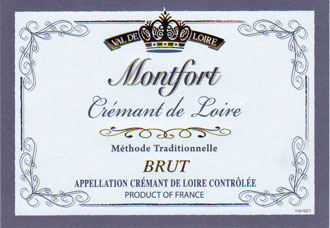 VAL DE LOIRE
Montfort
Crémant de Loire
Méthode Traditionnelle
BRUT
APPELLATION CRÉMANT DE LOIRE CONTRÔLÉE
PRODUCT OF FRANCE